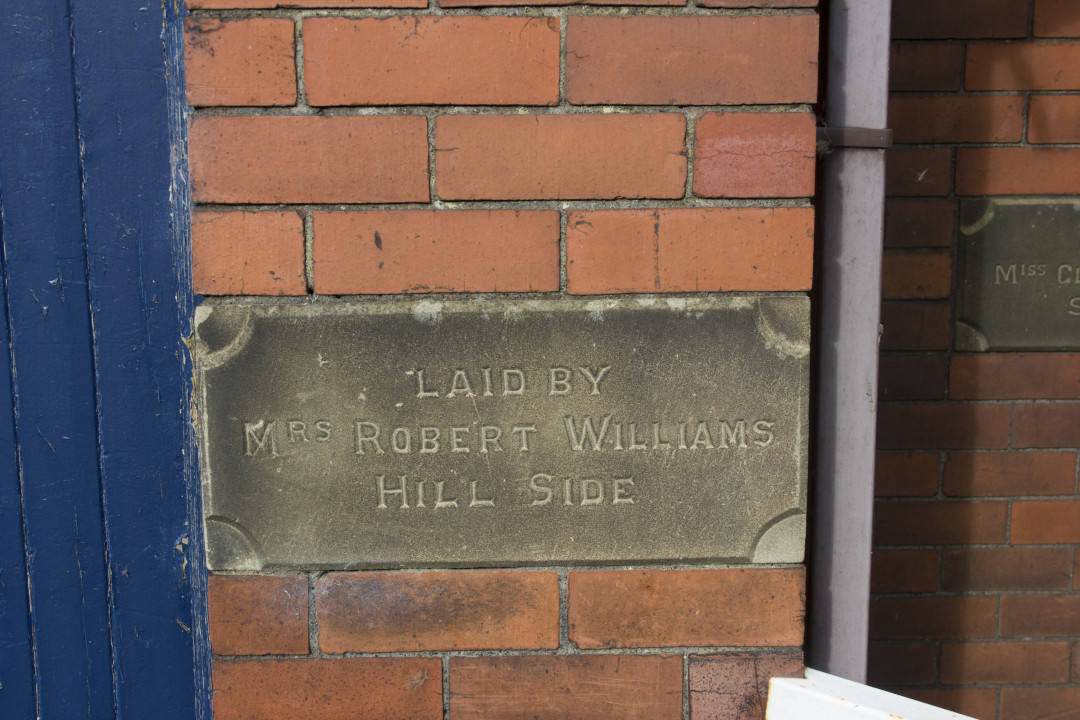 LAID BY
MRS ROBERT WILLIAMS
HILL SIDE
MISS